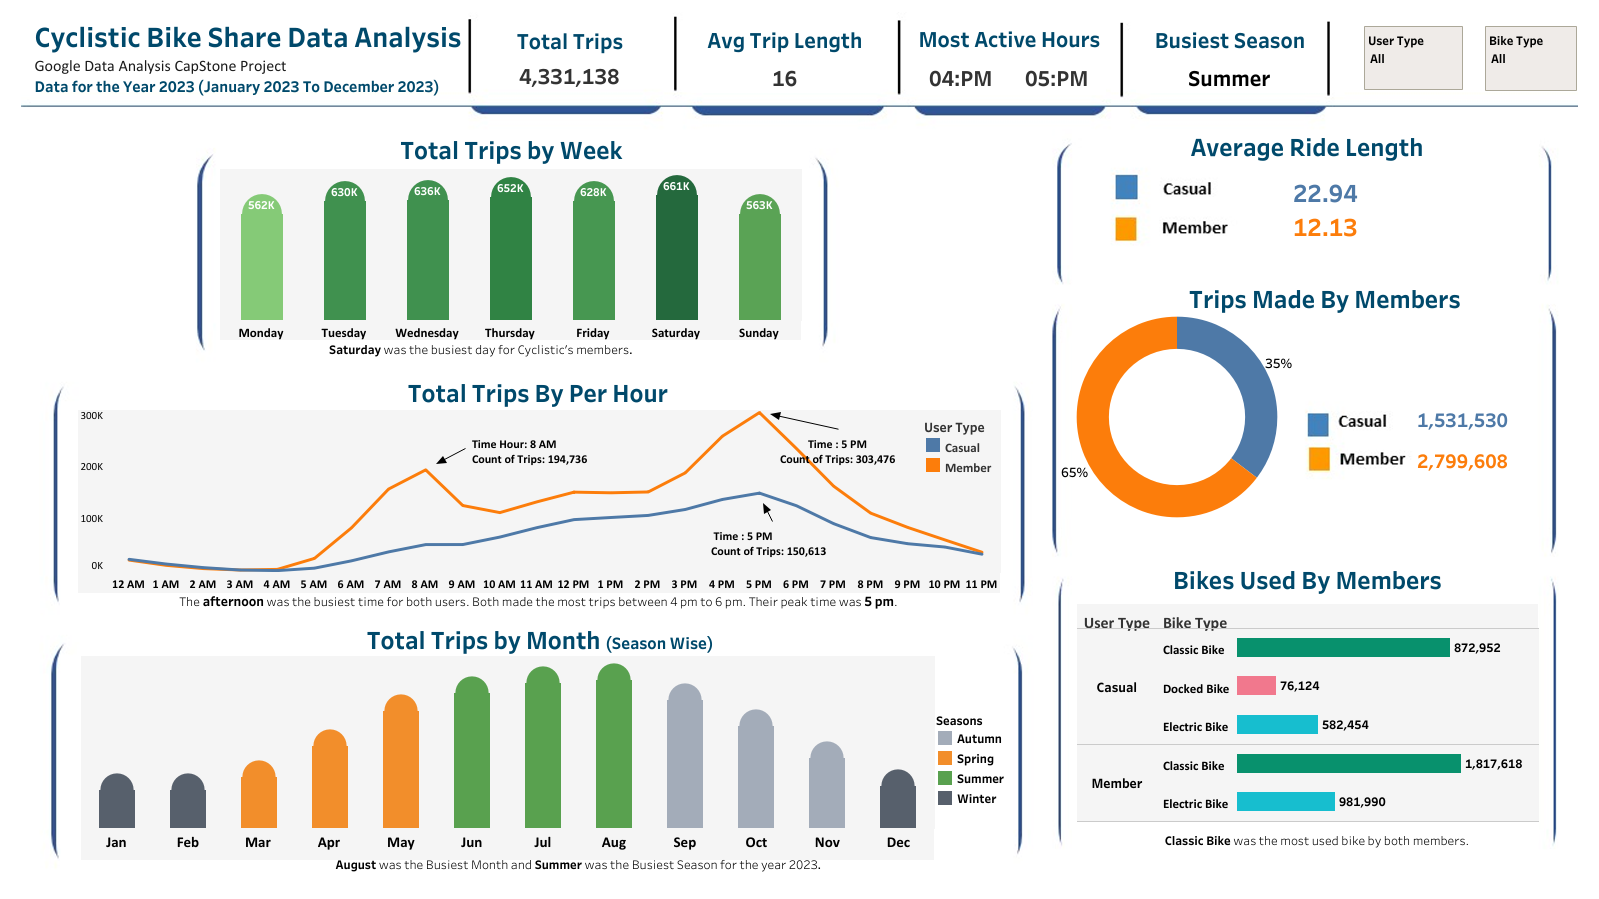 Cyclistic Bike Share Data Analysis
Google Data Analysis CapStone Project
Data for the Year 2023 (January 2023 To December 2023)
Total Trips
4,331,138
Avg Trip Length
16
Most Active Hours
04:PM 05:PM
Busiest Season
Summer
User Type
All
Bike Type
All
Total Trips by Week
562K 630K 636K 652K 628K 661K 563K
Monday Tuesday Wednesday Thursday Friday Saturday Sunday
Saturday was the busiest day for Cyclistic's members.
Total Trips By Per Hour
300K
200K
100K
0K
Time Hour: 8 AM
Count of Trips: 194,736
Time : 5 PM
Count of Trips: 303,476
User Type
Casual
Member
Time : 5 PM
Count of Trips: 150,613
12 AM 1 AM 2 AM 3 AM 4 AM 5 AM 6 AM 7 AM 8 AM 9 AM 10 AM 11 AM 12 PM 1 PM 2 PM 3 PM 4 PM 5 PM 6 PM 7 PM 8 PM 9 PM 10 PM 11 PM
The afternoon was the busiest time for both users. Both made the most trips between 4 pm to 6 pm. Their peak time was 5 pm.
Total Trips by Month (Season Wise)
Seasons
Autumn
Spring
Summer
Winter
Jan Feb Mar Apr May Jun Jul Aug Sep Oct Nov Dec
August was the Busiest Month and Summer was the Busiest Season for the year 2023.
Average Ride Length
Casual 22.94
Member 12.13
Trips Made By Members
35%
65%
Casual 1,531,530
Member 2,799,608
Bikes Used By Members
User Type Bike Type
Casual
Classic Bike 872,952
Docked Bike 76,124
Electric Bike 582,454
Member
Classic Bike 1,817,618
Electric Bike 981,990
Classic Bike was the most used bike by both members.